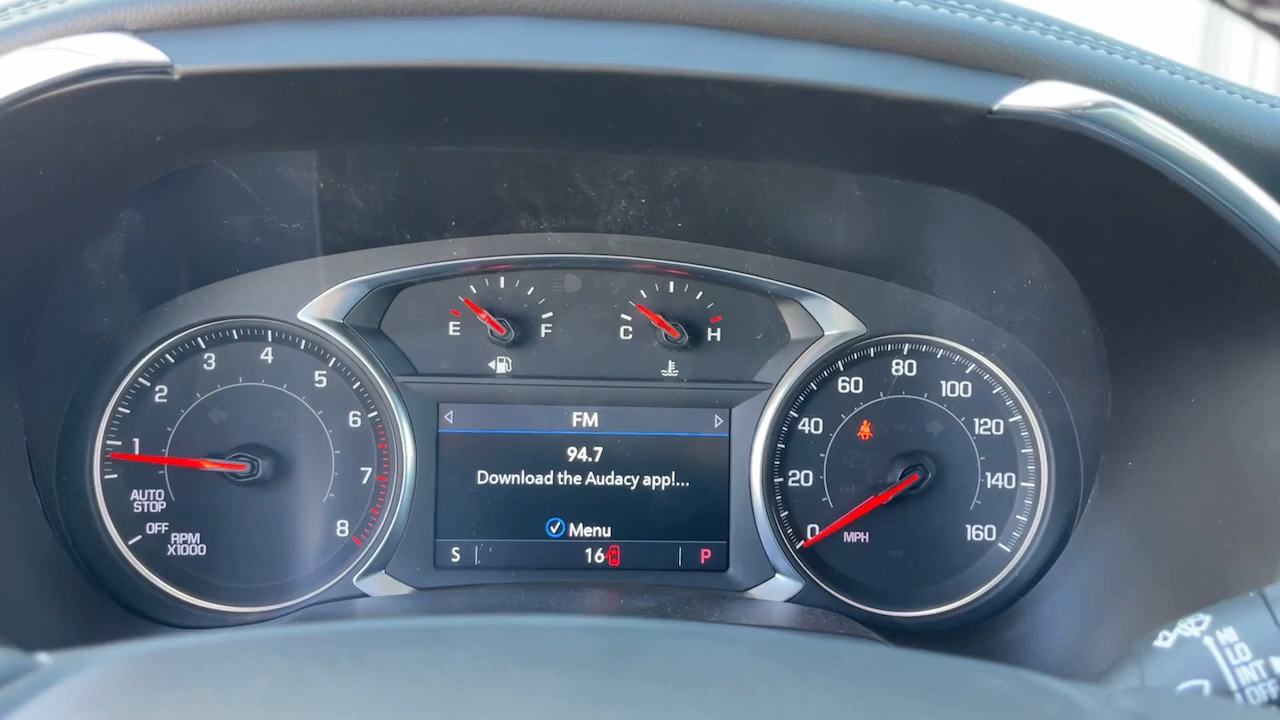 E F
C H
1 2 3 4 5 6 7 8
AUTO
STOP
OFF
RPM
X1000
FM
94.7
Download the Audacy app!...
Menu
S 16 P
0 20 40 60 80 100 120 140 160
MPH
HI
LO
INT
OFF